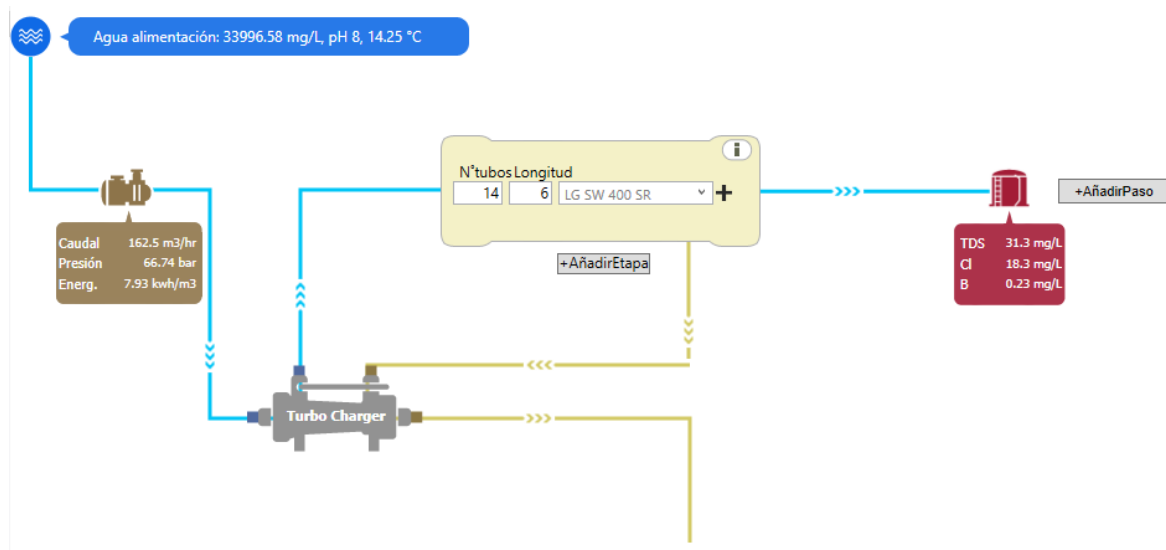 Agua alimentación: 33996.58 mg/L, pH 8, 14.25 °C
N°tubos Longitud
14 6 LG SW 400 SR
+AñadirPaso
Caudal 162.5 m3/hr
Presión 66.74 bar
Energ. 7.93 kwh/m3
TDS 31.3 mg/L
Cl 18.3 mg/L
B 0.23 mg/L
+AñadirEtapa
Turbo Charger